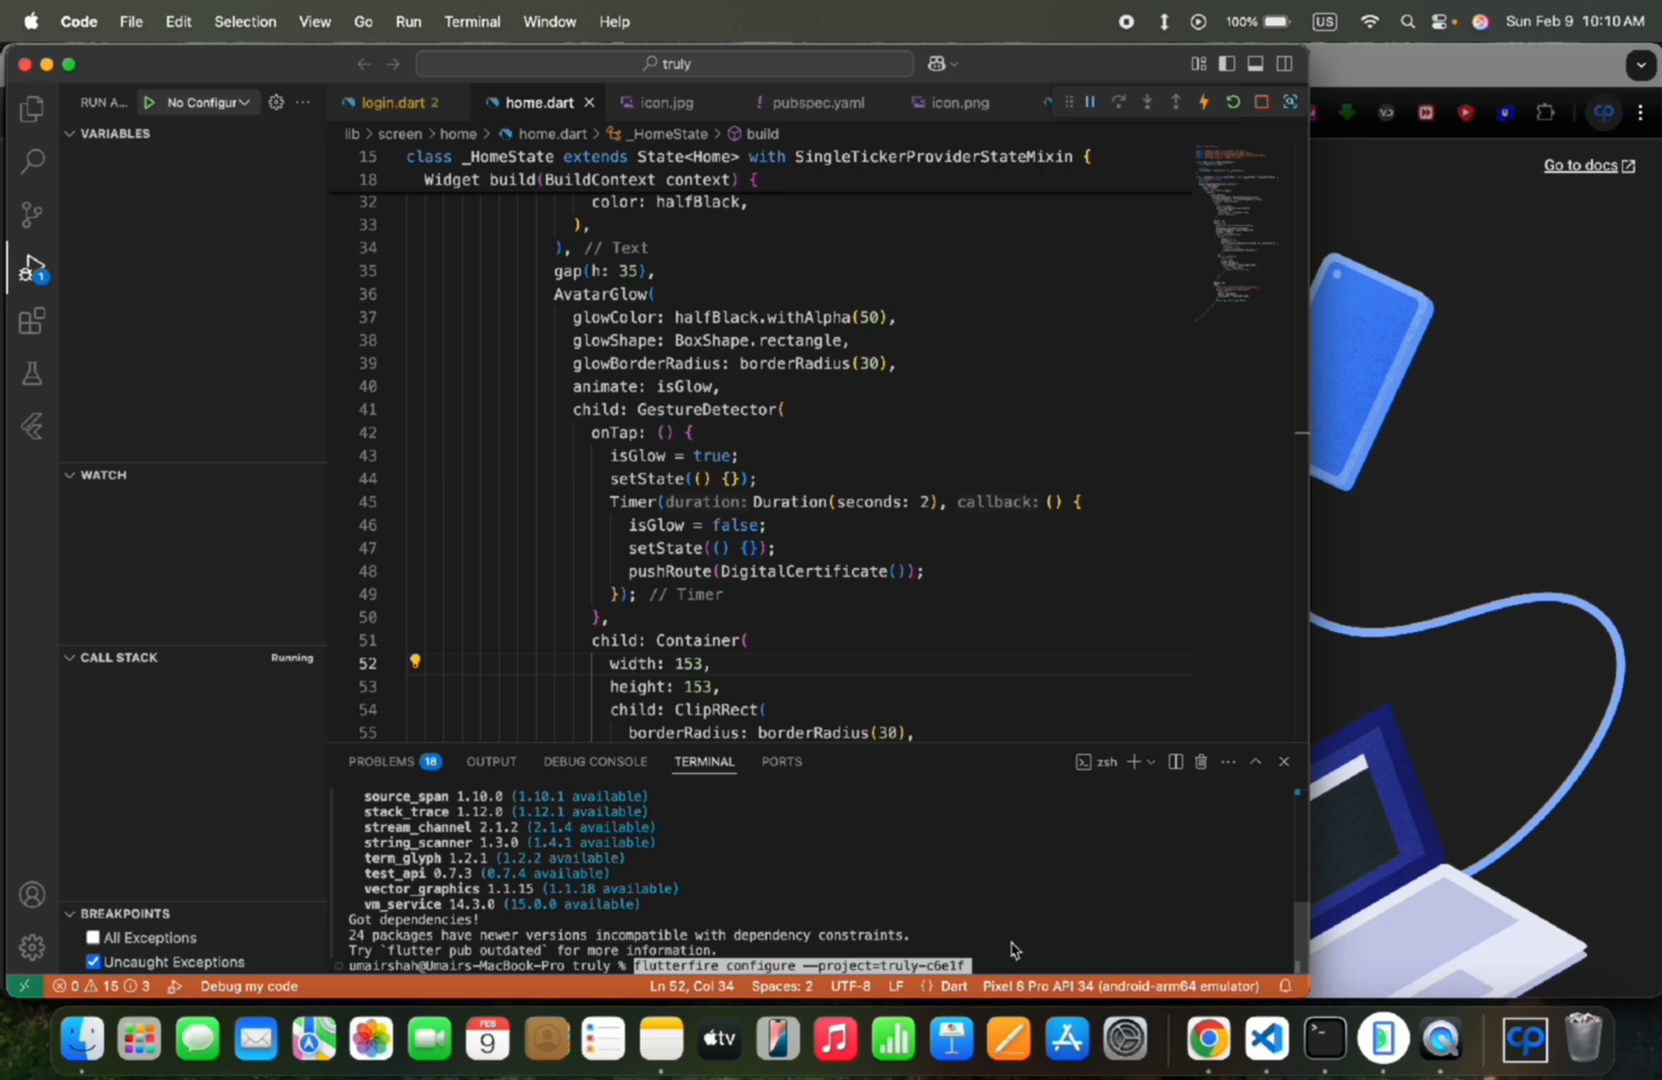 Code File Edit Selection View Go Run Terminal Window Help
100% US Sun Feb 9 10:10 AM
truly
RUN A... No Configur
login.dart 2 home.dart icon.jpg pubspec.yaml icon.png
lib > screen > home > home.dart > _HomeState > build
VARIABLES
15 class _HomeState extends State<Home> with SingleTickerProviderStateMixin {
18 Widget build(BuildContext context) {
32 color: halfBlack,
33 ),
34 ), // Text
35 gap(h: 35),
36 AvatarGlow(
37 glowColor: halfBlack.withAlpha(50),
38 glowShape: BoxShape.rectangle,
39 glowBorderRadius: borderRadius(30),
40 animate: isGlow,
41 child: GestureDetector(
42 onTap: () {
43 isGlow = true;
44 setState(() {});
45 Timer(duration: Duration(seconds: 2), callback: () {
46 isGlow = false;
47 setState(() {});
48 pushRoute(DigitalCertificate());
49 }); // Timer
50 },
51 child: Container(
52 width: 153,
53 height: 153,
54 child: ClipRRect(
55 borderRadius: borderRadius(30),
WATCH
CALL STACK Running
BREAKPOINTS
All Exceptions
Uncaught Exceptions
1
Go to docs
PROBLEMS 18 OUTPUT DEBUG CONSOLE TERMINAL PORTS
zsh
source_span 1.10.0 (1.10.1 available)
stack_trace 1.12.0 (1.12.1 available)
stream_channel 2.1.2 (2.1.4 available)
string_scanner 1.3.0 (1.4.1 available)
term_glyph 1.2.1 (1.2.2 available)
test_api 0.7.3 (0.7.4 available)
vector_graphics 1.1.15 (1.1.18 available)
vm_service 14.3.0 (15.0.0 available)
Got dependencies!
24 packages have newer versions incompatible with dependency constraints.
Try `flutter pub outdated` for more information.
umairshah@Umairs-MacBook-Pro truly % flutterfire configure --project=truly-c6e1f
0 15 3 Debug my code Ln 52, Col 34 Spaces: 2 UTF-8 LF {} Dart Pixel 6 Pro API 34 (android-arm64 emulator)
FEB
9
tv
cp